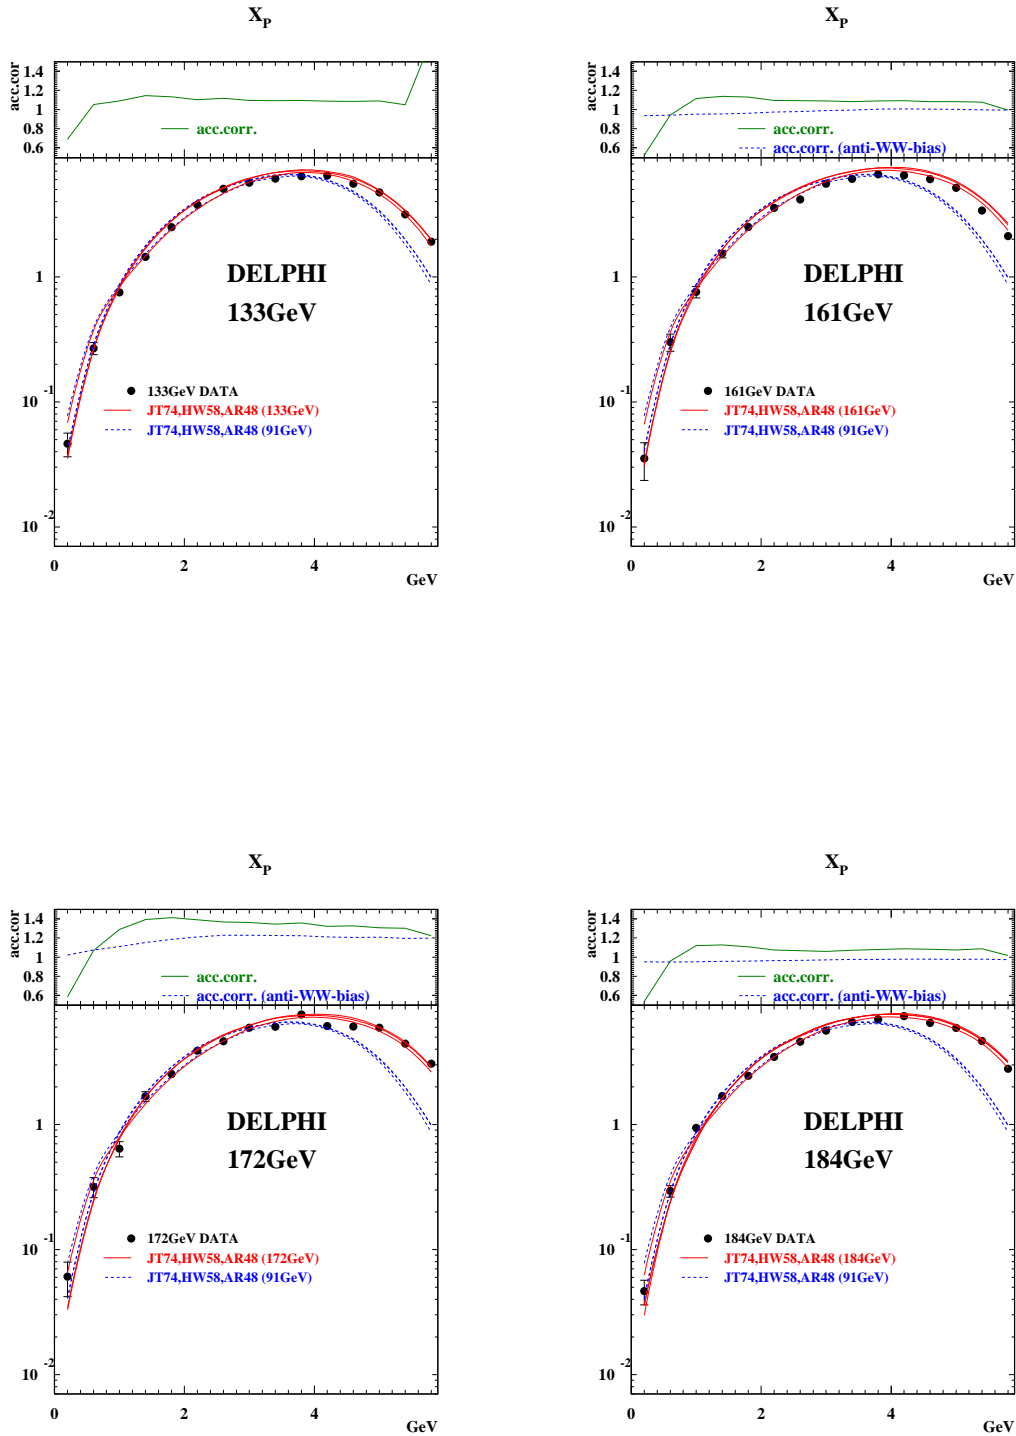 X_P
acc.cor
1.4
1.2
1
0.8
0.6
acc.corr.
1
10^-1
10^-2
DELPHI
133GeV
133GeV DATA
JT74,HW58,AR48 (133GeV)
JT74,HW58,AR48 (91GeV)
0 2 4
GeV
X_P
acc.cor
1.4
1.2
1
0.8
0.6
acc.corr.
acc.corr. (anti-WW-bias)
1
10^-1
10^-2
DELPHI
161GeV
161GeV DATA
JT74,HW58,AR48 (161GeV)
JT74,HW58,AR48 (91GeV)
0 2 4
GeV
X_P
acc.cor
1.4
1.2
1
0.8
0.6
acc.corr.
acc.corr. (anti-WW-bias)
1
10^-1
10^-2
DELPHI
172GeV
172GeV DATA
JT74,HW58,AR48 (172GeV)
JT74,HW58,AR48 (91GeV)
0 2 4
GeV
X_P
acc.cor
1.4
1.2
1
0.8
0.6
acc.corr.
acc.corr. (anti-WW-bias)
1
10^-1
10^-2
DELPHI
184GeV
184GeV DATA
JT74,HW58,AR48 (184GeV)
JT74,HW58,AR48 (91GeV)
0 2 4
GeV